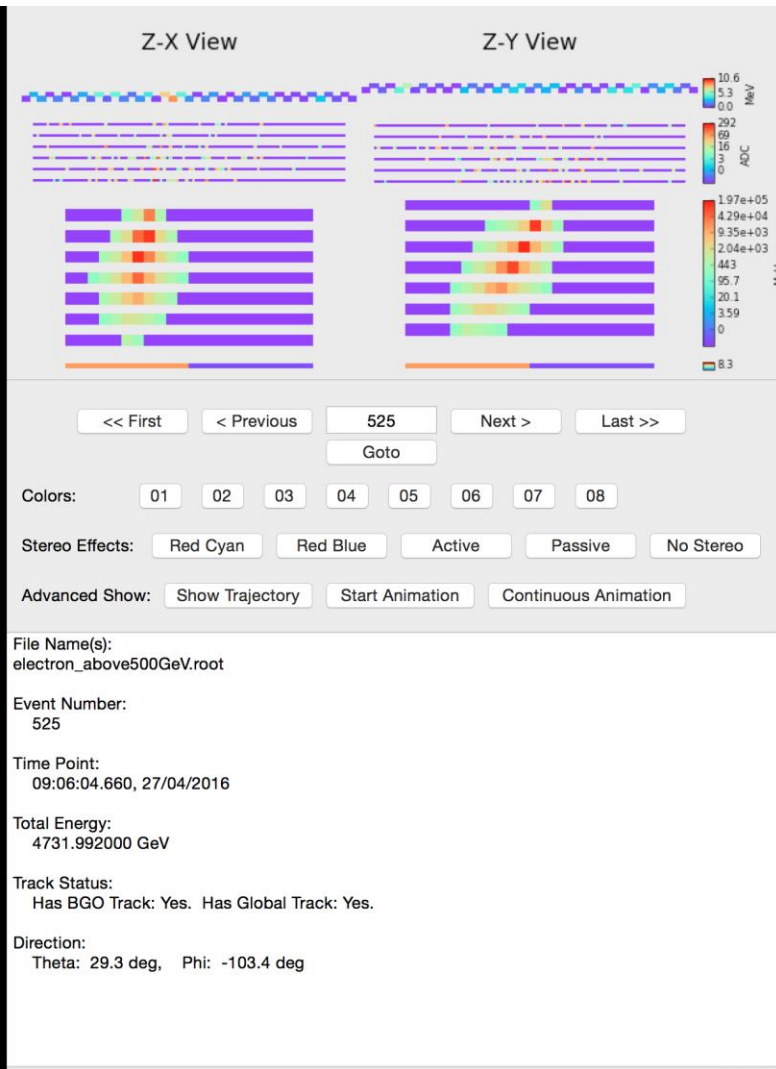 Z-X View
Z-Y View
10.6
5.3
0.0
MeV
292
69
16
3
0
ADC
1.97e+05
4.29e+04
9.35e+03
2.04e+03
443
95.7
20.1
3.59
0
8.3
<< First < Previous 525 Next > Last >>
Goto
Colors: 01 02 03 04 05 06 07 08
Stereo Effects: Red Cyan Red Blue Active Passive No Stereo
Advanced Show: Show Trajectory Start Animation Continuous Animation
File Name(s):
electron_above500GeV.root
Event Number:
525
Time Point:
09:06:04.660, 27/04/2016
Total Energy:
4731.992000 GeV
Track Status:
Has BGO Track: Yes. Has Global Track: Yes.
Direction:
Theta: 29.3 deg, Phi: -103.4 deg